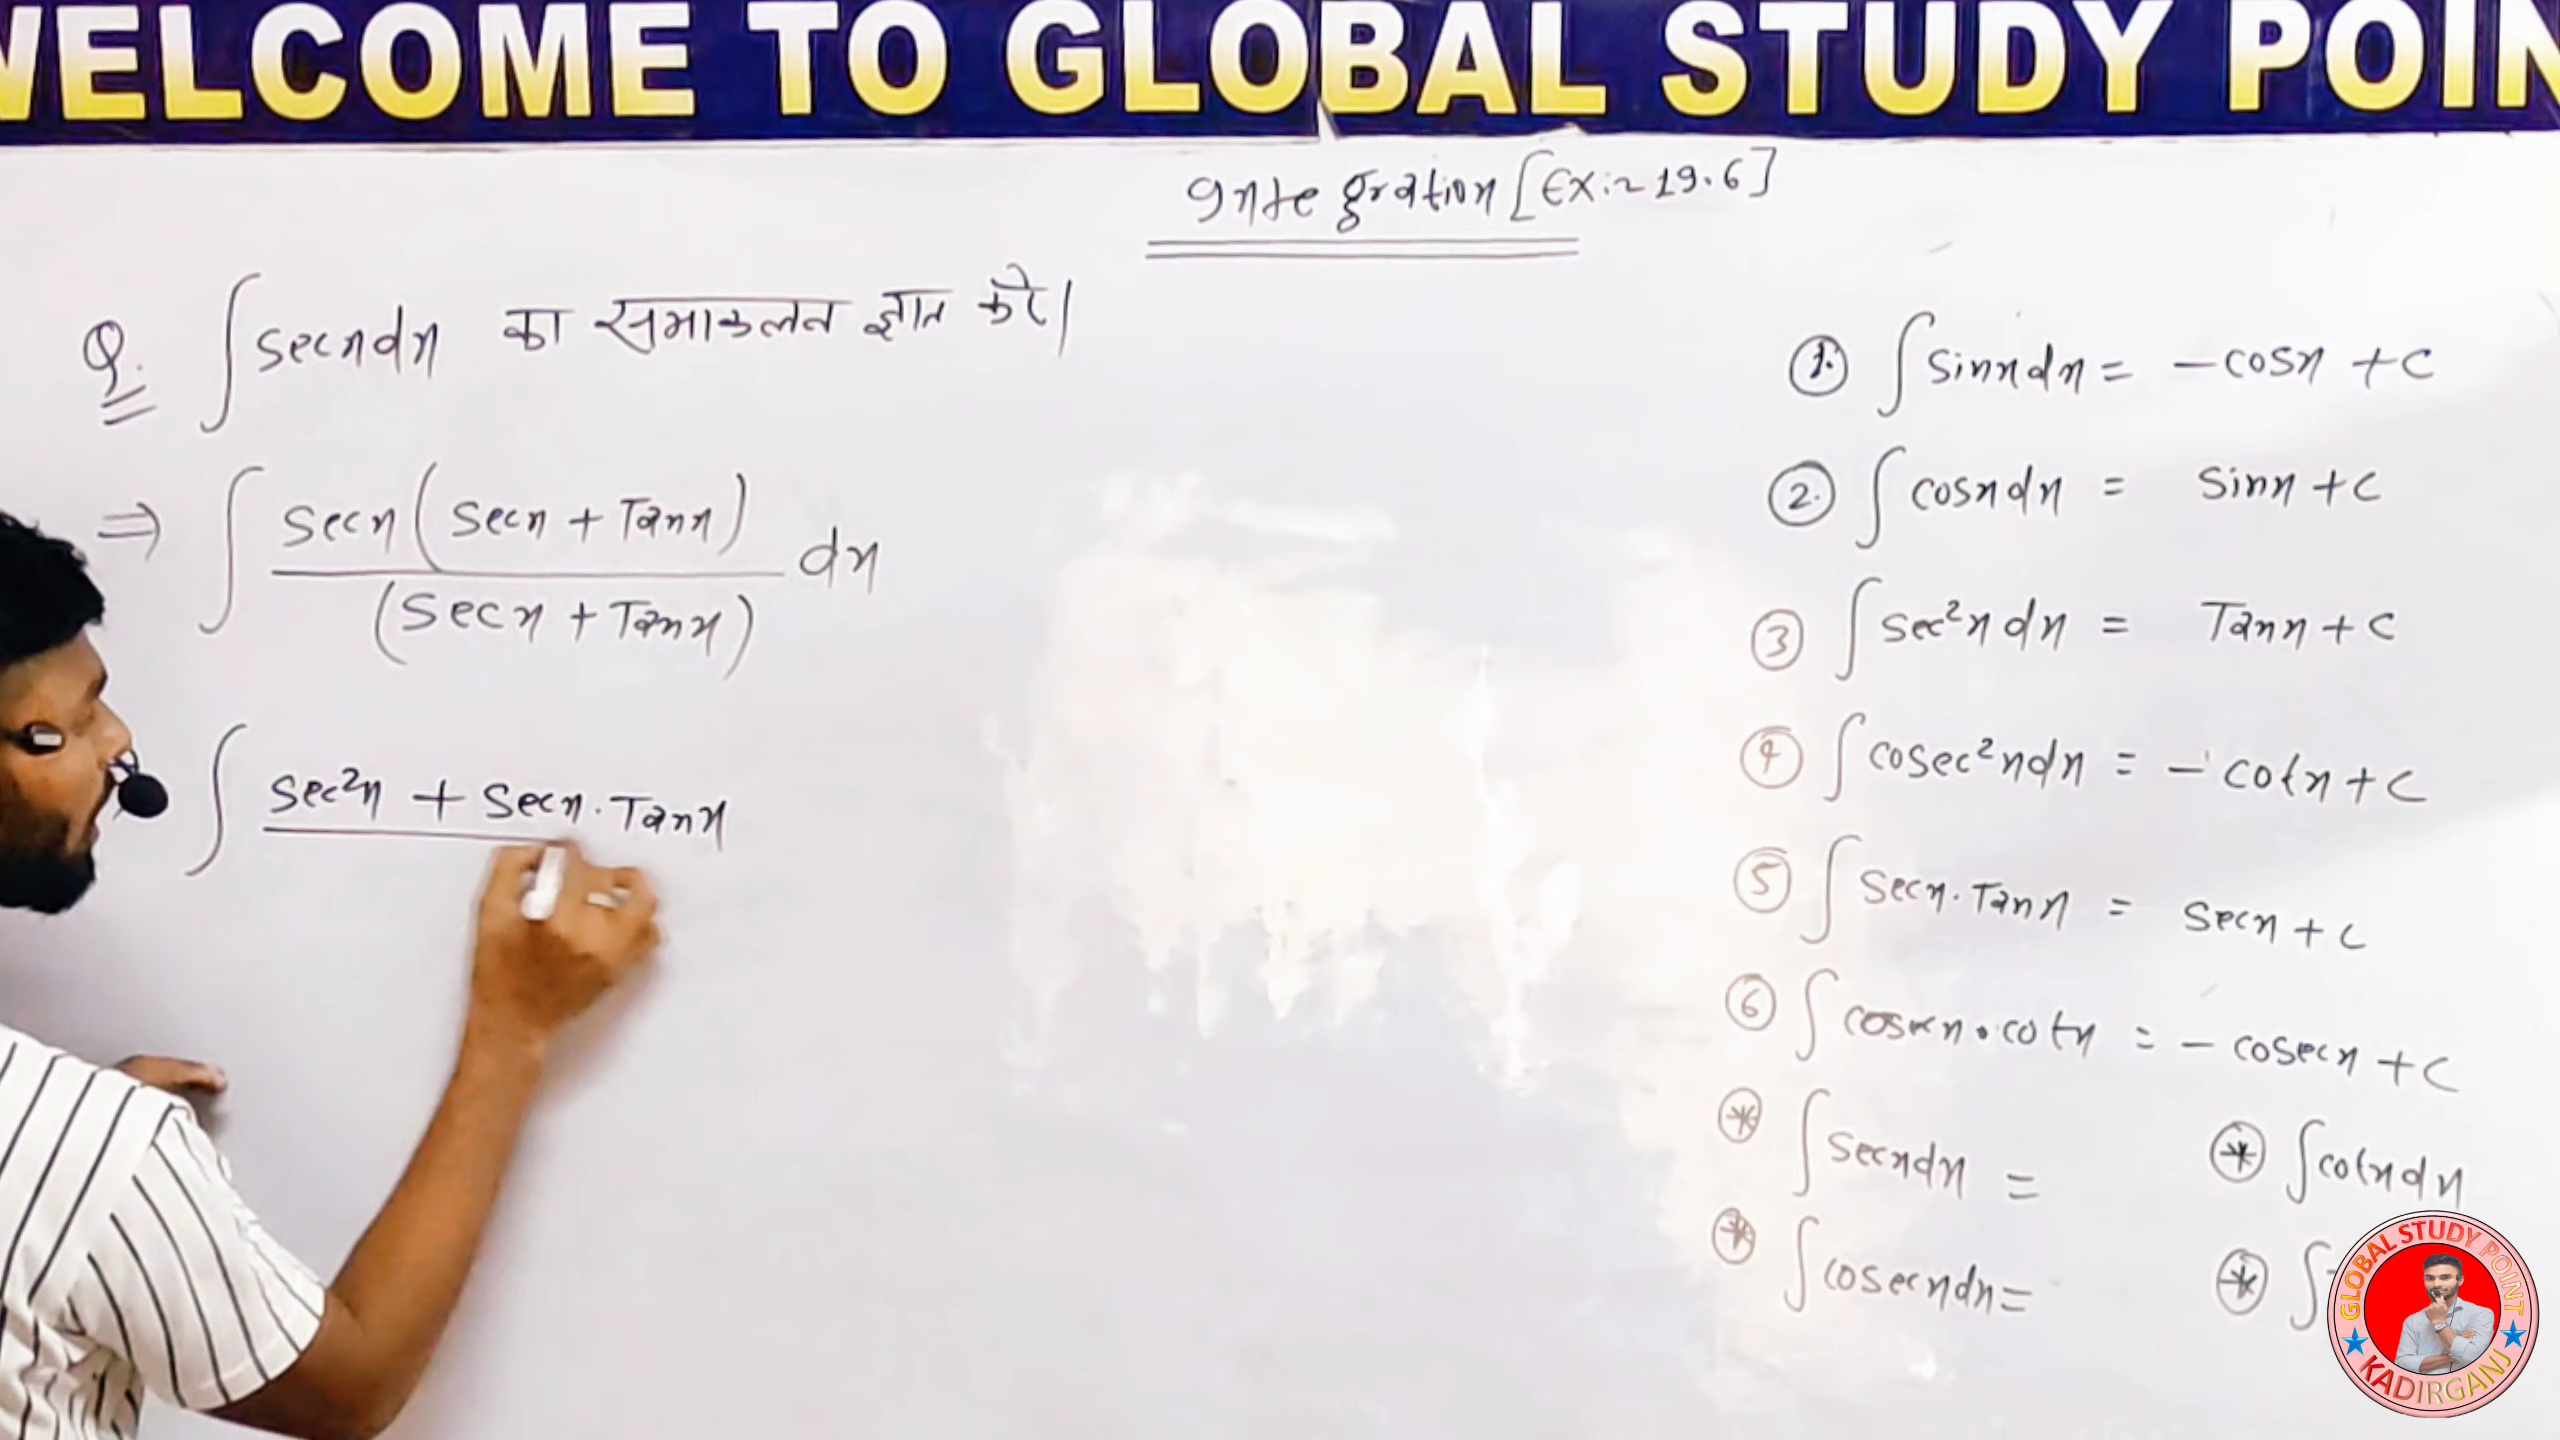 WELCOME TO GLOBAL STUDY POIN
Integration [Ex:~ 19.6]
Q. ∫ secx dx का समाकलन ज्ञात करें।
⇒ ∫ Secx (Secx + Tanx) / (Secx + Tanx) dx
∫ Sec²x + Secx. Tanx
1. ∫ Sinx dx = -cosx + C
2. ∫ cosx dx = Sinx + C
3 ∫ Sec²x dx = Tanx + C
4 ∫ cosec²x dx = - cotx + C
5 ∫ Secx. Tanx = Secx + C
6 ∫ cosecx . cotx = - cosecx + C
* ∫ Secx dx =
* ∫ cosecx dx =
* ∫ cotx dx
* ∫
GLOBAL STUDY POINT
KADIRGANJ